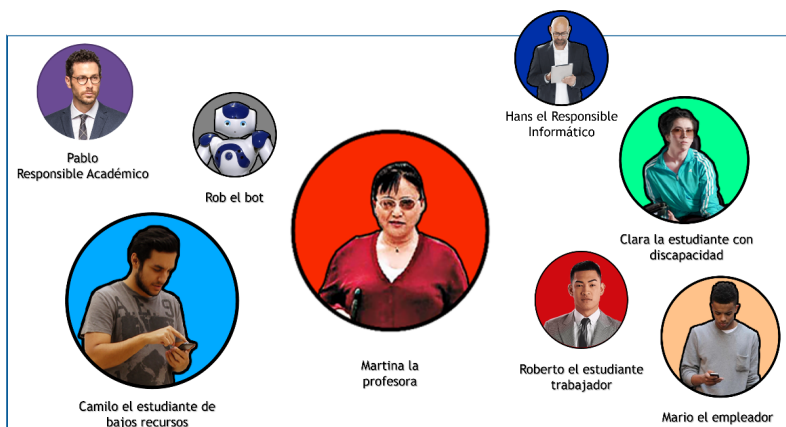 Pablo
Responsible Académico
Rob el bot
Hans el Responsible
Informático
Clara la estudiante con
discapacidad
Martina la
profesora
Roberto el estudiante
trabajador
Camilo el estudiante de
bajos recursos
Mario el empleador